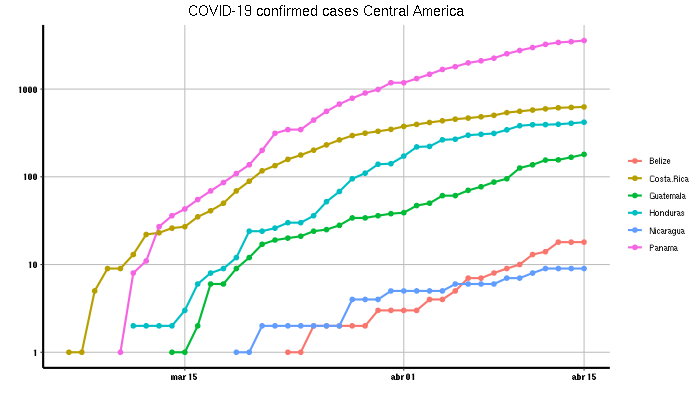 COVID-19 confirmed cases Central America
1000
100
10
1
mar 15
abr 01
abr 15
Belize
Costa.Rica
Guatemala
Honduras
Nicaragua
Panama